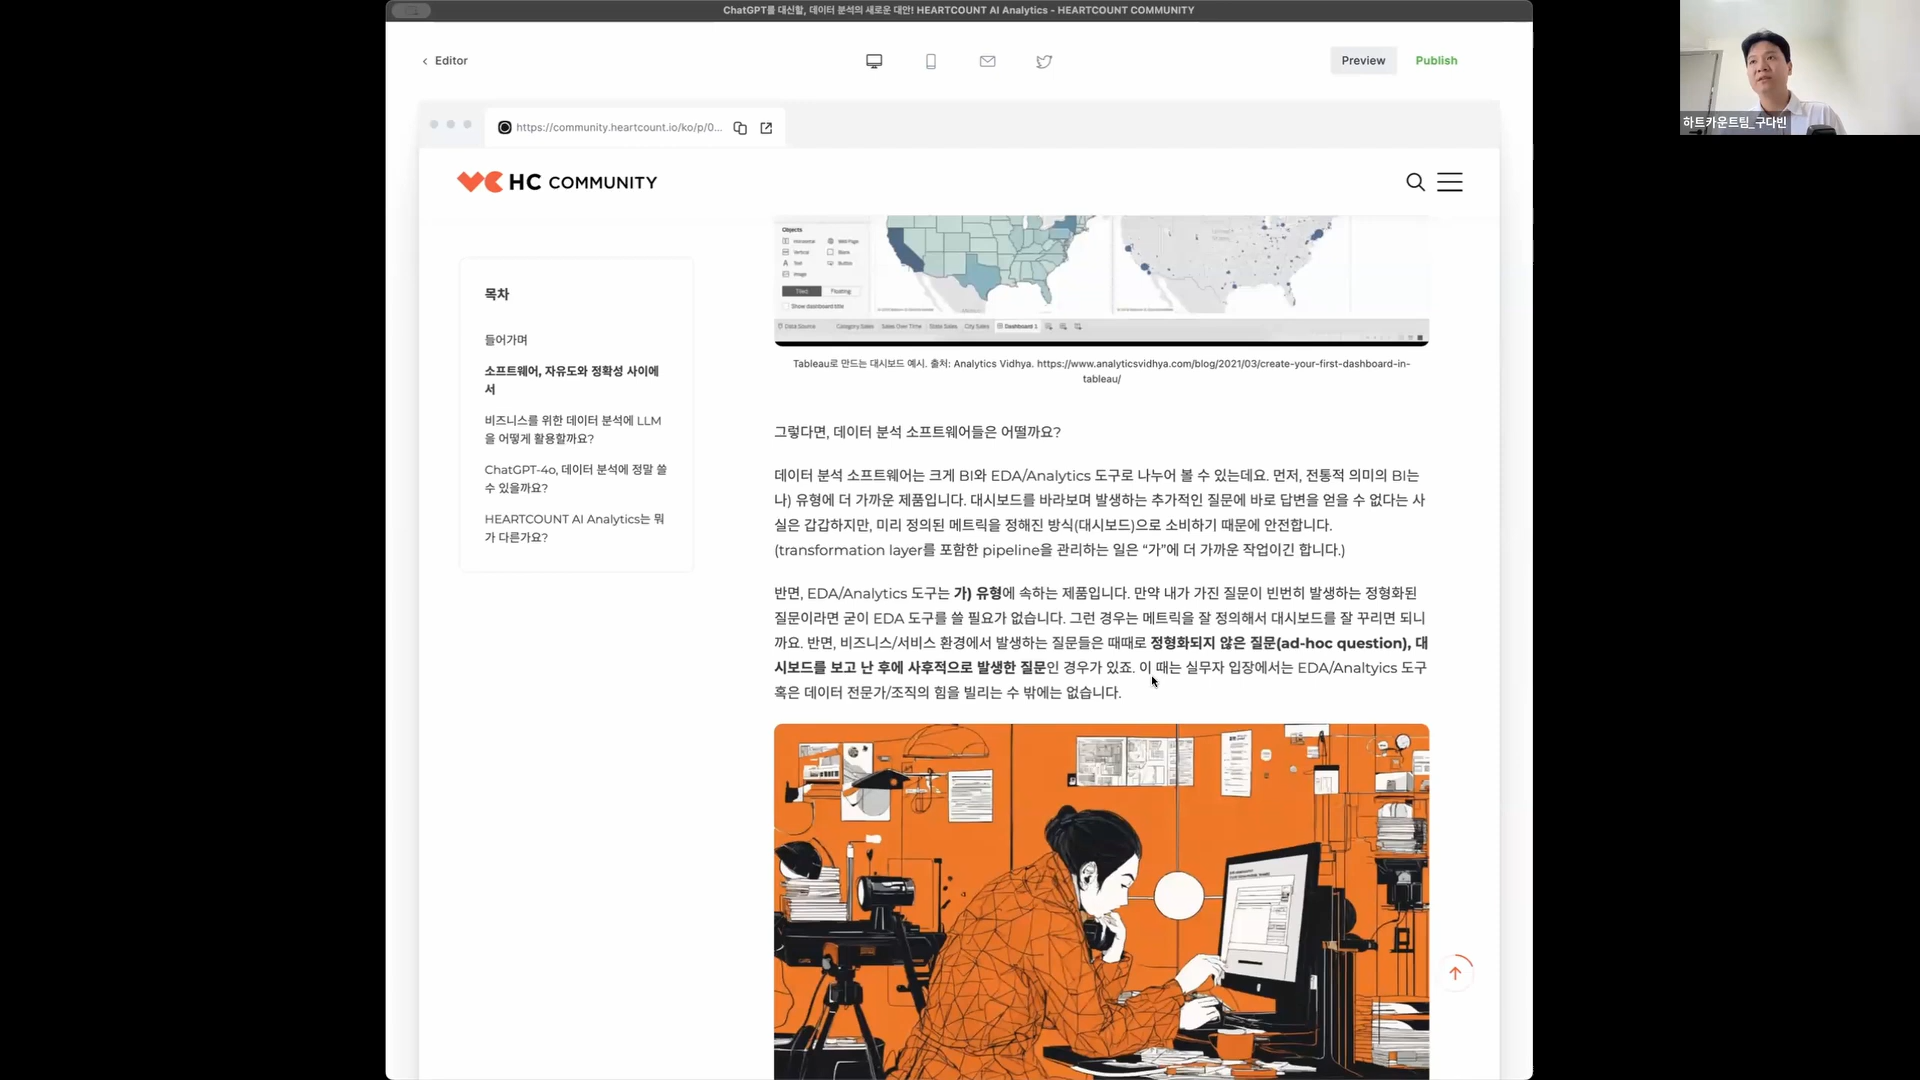 ChatGPT를 대신할, 데이터 분석의 새로운 대안! HEARTCOUNT AI Analytics - HEARTCOUNT COMMUNITY
Editor
Preview
Publish
https://community.heartcount.io/ko/p/0...
HC COMMUNITY
하트카운트팀_구다빈
목차
들어가며
소프트웨어, 자유도와 정확성 사이에
서
비즈니스를 위한 데이터 분석에 LLM
을 어떻게 활용할까요?
ChatGPT-4o, 데이터 분석에 정말 쓸
수 있을까요?
HEARTCOUNT AI Analytics는 뭐
가 다른가요?
Objects
Horizontal
Web Page
Vertical
Blank
Text
Button
Image
Tiled
Floating
Show dashboard title
Data Source
Category Sales
Sales Over Time
State Sales
City Sales
Dashboard 1
Tableau로 만드는 대시보드 예시. 출처: Analytics Vidhya. https://www.analyticsvidhya.com/blog/2021/03/create-your-first-dashboard-in-
tableau/
그렇다면, 데이터 분석 소프트웨어들은 어떨까요?
데이터 분석 소프트웨어는 크게 BI와 EDA/Analytics 도구로 나누어 볼 수 있는데요. 먼저, 전통적 의미의 BI는
나) 유형에 더 가까운 제품입니다. 대시보드를 바라보며 발생하는 추가적인 질문에 바로 답변을 얻을 수 없다는 사
실은 갑갑하지만, 미리 정의된 메트릭을 정해진 방식(대시보드)으로 소비하기 때문에 안전합니다.
(transformation layer를 포함한 pipeline을 관리하는 일은 “가”에 더 가까운 작업이긴 합니다.)
반면, EDA/Analytics 도구는 가) 유형에 속하는 제품입니다. 만약 내가 가진 질문이 빈번히 발생하는 정형화된
질문이라면 굳이 EDA 도구를 쓸 필요가 없습니다. 그런 경우는 메트릭을 잘 정의해서 대시보드를 잘 꾸리면 되니
까요. 반면, 비즈니스/서비스 환경에서 발생하는 질문들은 때때로 정형화되지 않은 질문(ad-hoc question), 대
시보드를 보고 난 후에 사후적으로 발생한 질문인 경우가 있죠. 이 때는 실무자 입장에서는 EDA/Analtyics 도구
혹은 데이터 전문가/조직의 힘을 빌리는 수 밖에는 없습니다.